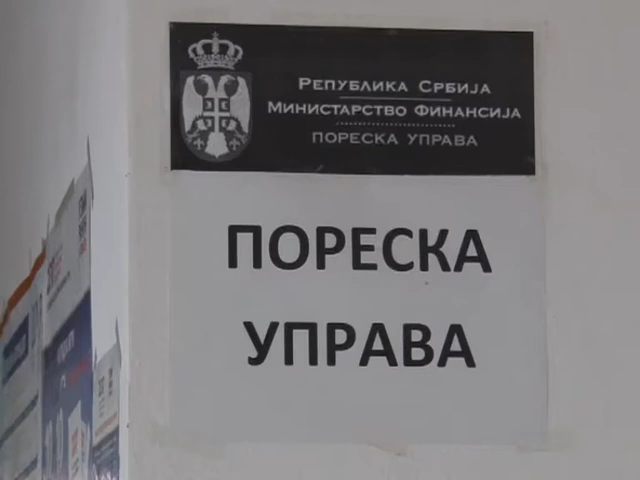 Република Србија
Министарство Финансија
ПОРЕСКА УПРАВА
ПОРЕСКА
УПРАВА